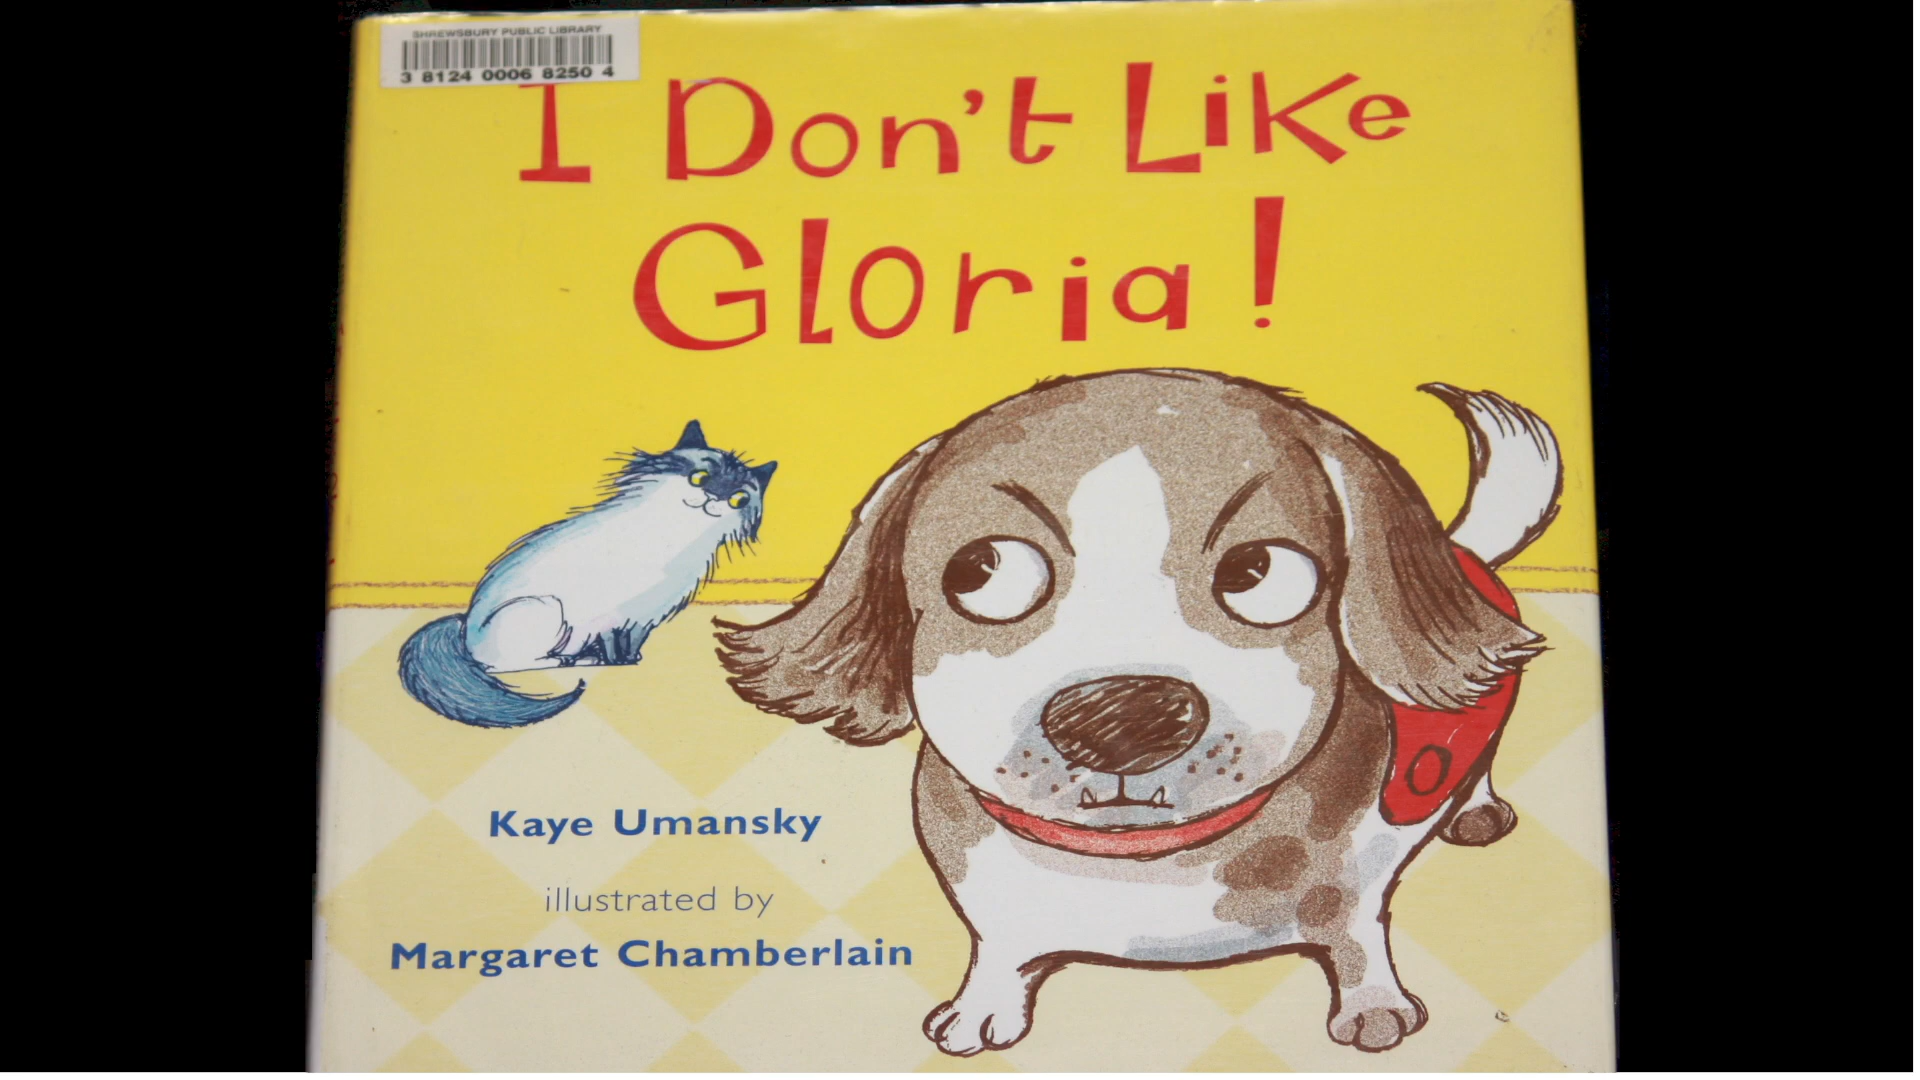 SHREWSBURY PUBLIC LIBRARY
3 8124 0006 8250 4
I Don't Like
Gloria!
Kaye Umansky
illustrated by
Margaret Chamberlain